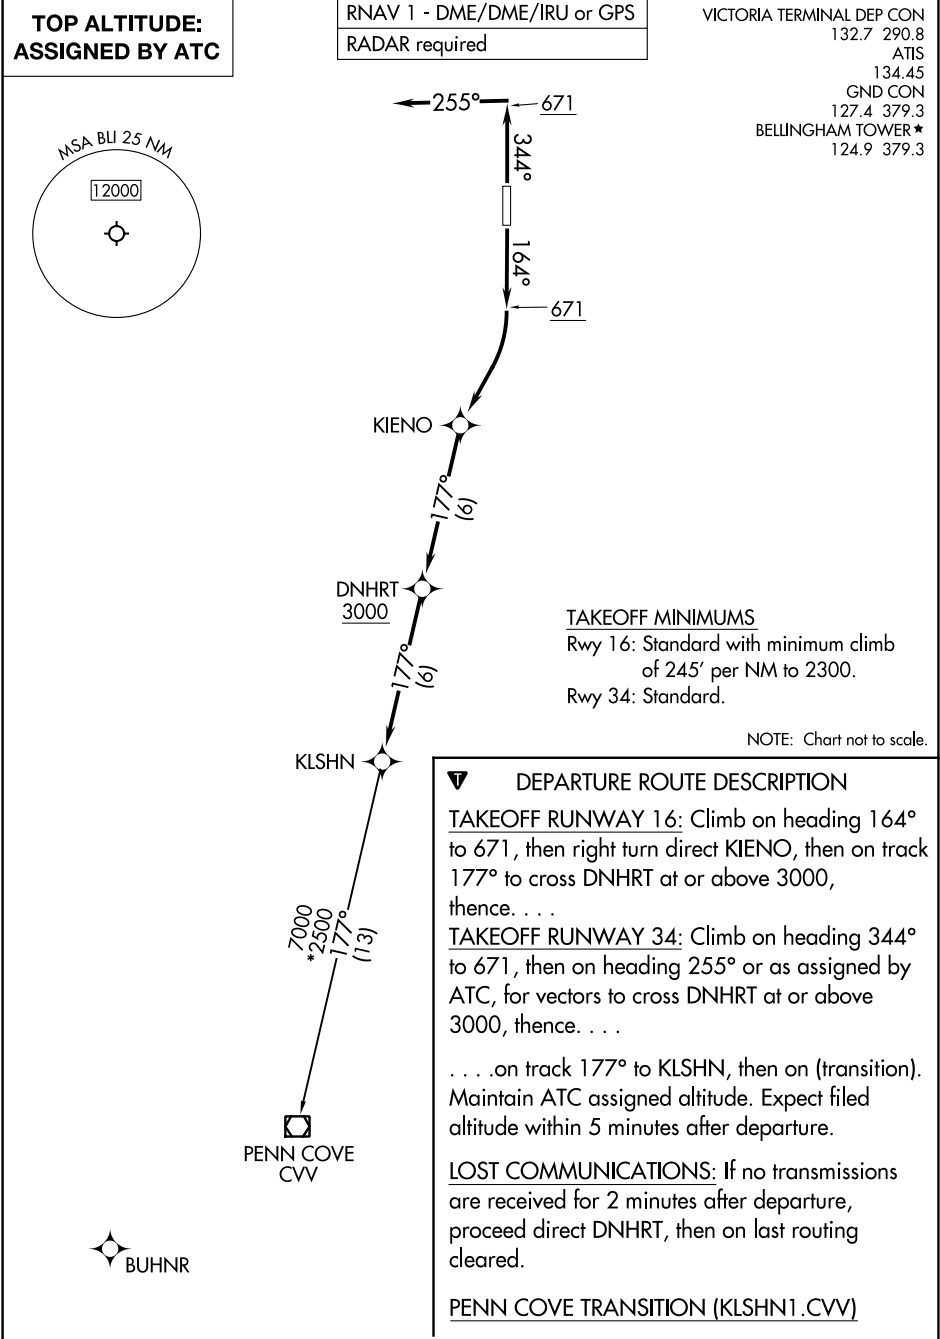 TOP ALTITUDE:
ASSIGNED BY ATC
RNAV 1 - DME/DME/IRU or GPS
RADAR required
VICTORIA TERMINAL DEP CON
132.7 290.8
ATIS
134.45
GND CON
127.4 379.3
BELLINGHAM TOWER★
124.9 379.3
MSA BLI 25 NM
12000
255°
671
344°
164°
671
KIENO
177°
(6)
DNHRT
3000
177°
(6)
KLSHN
7000
*2500
177°
(13)
PENN COVE
CVV
BUHNR
TAKEOFF MINIMUMS
Rwy 16: Standard with minimum climb
of 245' per NM to 2300.
Rwy 34: Standard.
NOTE: Chart not to scale.
T DEPARTURE ROUTE DESCRIPTION
TAKEOFF RUNWAY 16: Climb on heading 164°
to 671, then right turn direct KIENO, then on track
177° to cross DNHRT at or above 3000,
thence. . . .
TAKEOFF RUNWAY 34: Climb on heading 344°
to 671, then on heading 255° or as assigned by
ATC, for vectors to cross DNHRT at or above
3000, thence. . . .
. . . .on track 177° to KLSHN, then on (transition).
Maintain ATC assigned altitude. Expect filed
altitude within 5 minutes after departure.
LOST COMMUNICATIONS: If no transmissions
are received for 2 minutes after departure,
proceed direct DNHRT, then on last routing
cleared.
PENN COVE TRANSITION (KLSHN1.CVV)